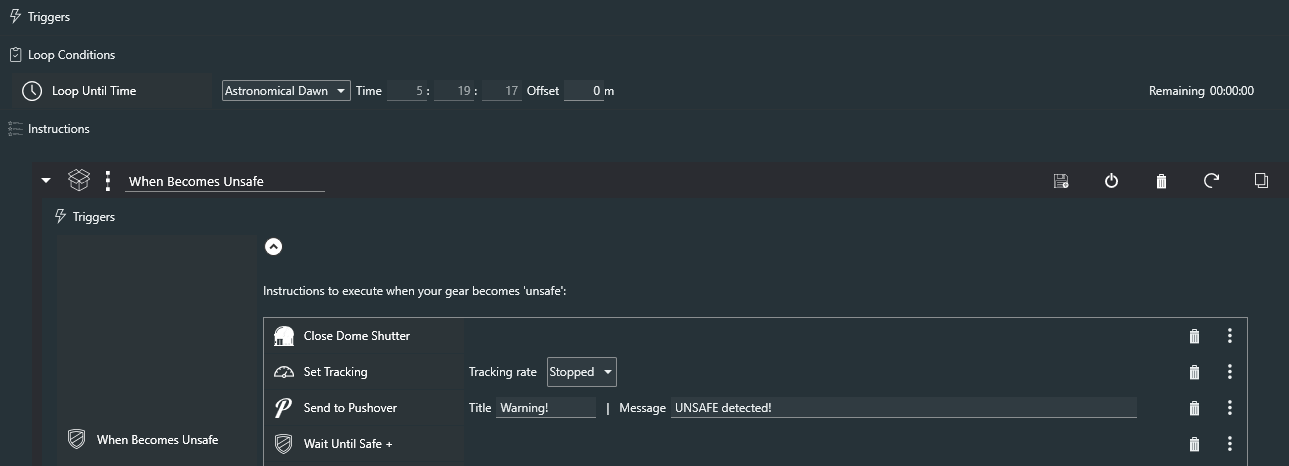 Triggers
Loop Conditions
Loop Until Time Astronomical Dawn Time 5 : 19 : 17 Offset 0 m Remaining 00:00:00
Instructions
When Becomes Unsafe
Triggers
Instructions to execute when your gear becomes 'unsafe':
Close Dome Shutter
Set Tracking Tracking rate Stopped
Send to Pushover Title Warning! | Message UNSAFE detected!
When Becomes Unsafe Wait Until Safe +